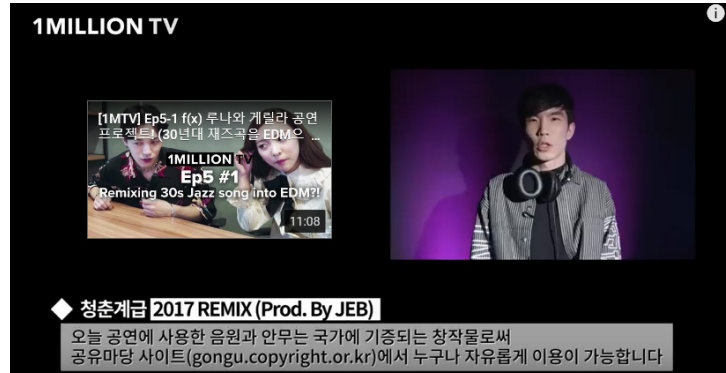 1MILLION TV
[1MTV] Ep5-1 f(x) 루나와 게릴라 공연
프로젝트! (30년대 재즈곡을 EDM으 ...
1MILLION TV
Ep5 #1
Remixing 30s Jazz song into EDM?!
11:08
◆ 청춘계급 2017 REMIX (Prod. By JEB)
오늘 공연에 사용한 음원과 안무는 국가에 기증되는 창작물로써
공유마당 사이트(gongu.copyright.or.kr)에서 누구나 자유롭게 이용이 가능합니다